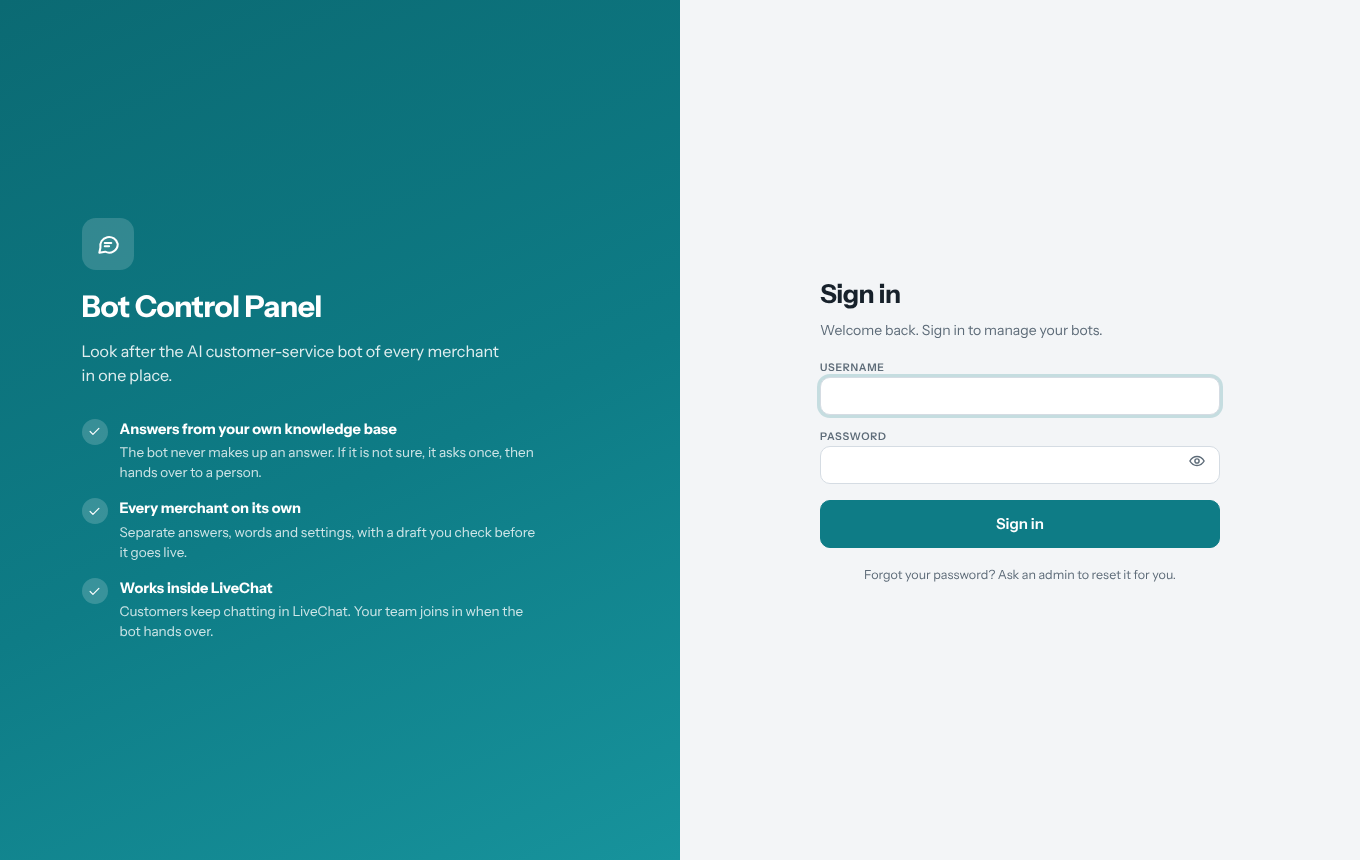 Bot Control Panel
Look after the AI customer-service bot of every merchant
in one place.
Answers from your own knowledge base
The bot never makes up an answer. If it is not sure, it asks once, then
hands over to a person.
Every merchant on its own
Separate answers, words and settings, with a draft you check before
it goes live.
Works inside LiveChat
Customers keep chatting in LiveChat. Your team joins in when the
bot hands over.
Sign in
Welcome back. Sign in to manage your bots.
USERNAME
PASSWORD
Sign in
Forgot your password? Ask an admin to reset it for you.